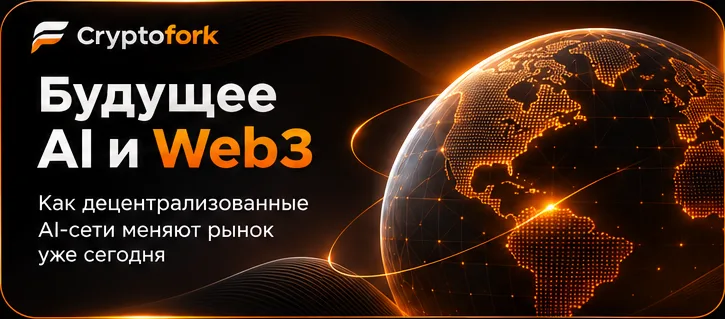 Cryptofork
Будущее
AI и Web3
Как децентрализованные
AI-сети меняют рынок
уже сегодня